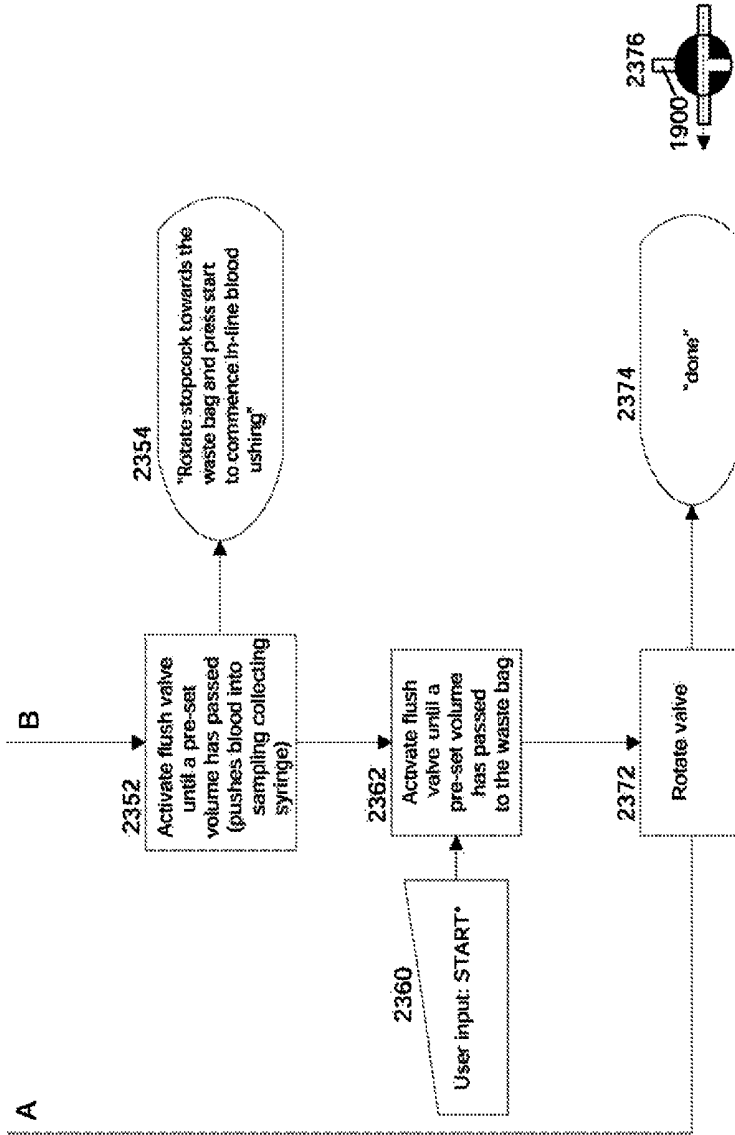 A
B
2352
Activate flush valve
until a pre-set
volume has passed
(pushes blood into
sampling collecting
syringe)
2354
"Rotate stopcock towards the
waste bag and press start
to commence in-line blood
ushing"
2360
User input: START"
2362
Activate flush
valve until a
pre-set volume
has passed
to the waste bag
2372
Rotate valve
2374
"done"
2376
1900